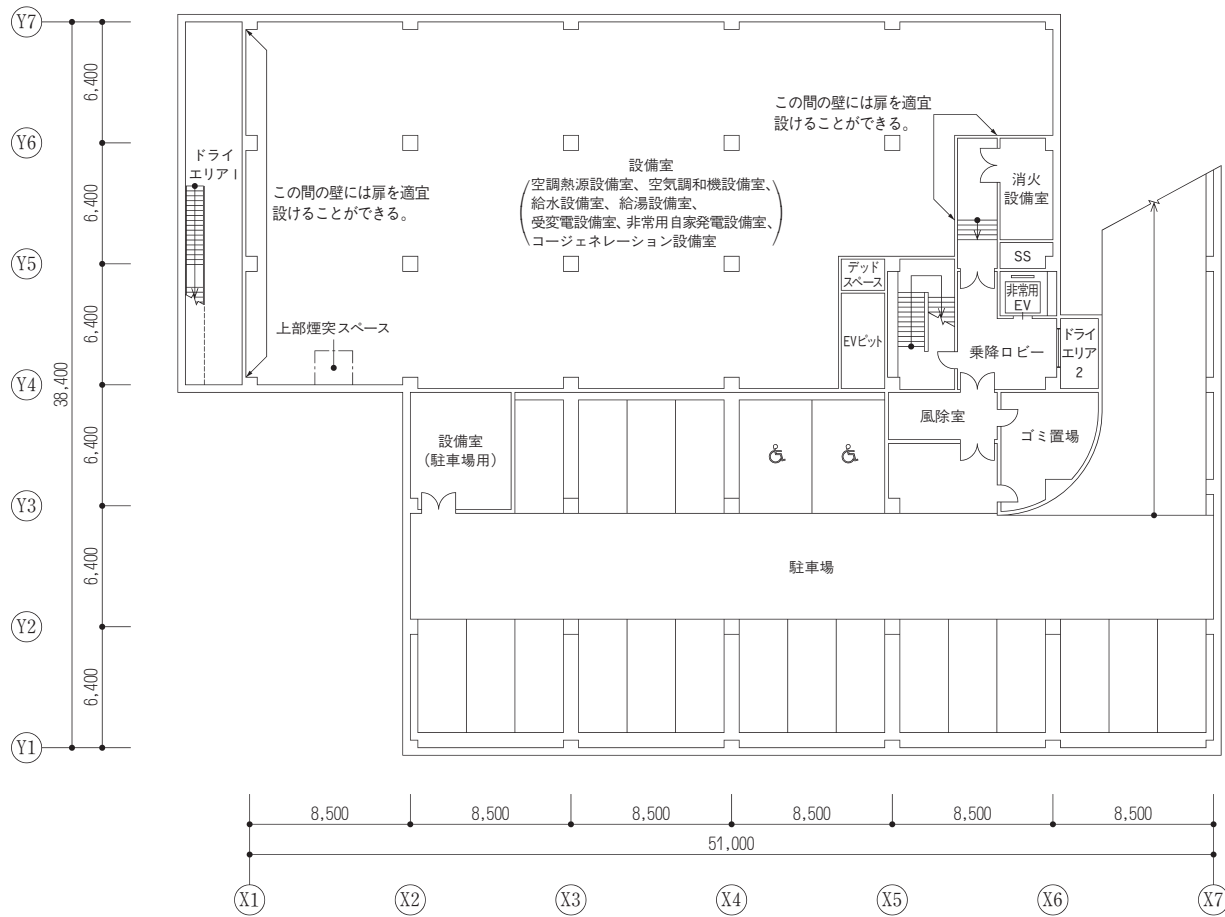 Y7
Y6
Y5
Y4
Y3
Y2
Y1
6,400
6,400
6,400
6,400
6,400
6,400
38,400
ドライ
エリア1
この間の壁には扉を適宜
設けることができる。
この間の壁には扉を適宜
設けることができる。
設備室
(空調熱源設備室、空気調和機設備室、
給水設備室、給湯設備室、
受変電設備室、非常用自家発電設備室、
コージェネレーション設備室)
消火
設備室
SS
デッド
スペース
非常用
EV
上部煙突スペース
EVピット
乗降ロビー
ドライ
エリア
2
設備室
(駐車場用)
風除室
ゴミ置場
駐車場
8,500
8,500
8,500
8,500
8,500
8,500
51,000
X1
X2
X3
X4
X5
X6
X7